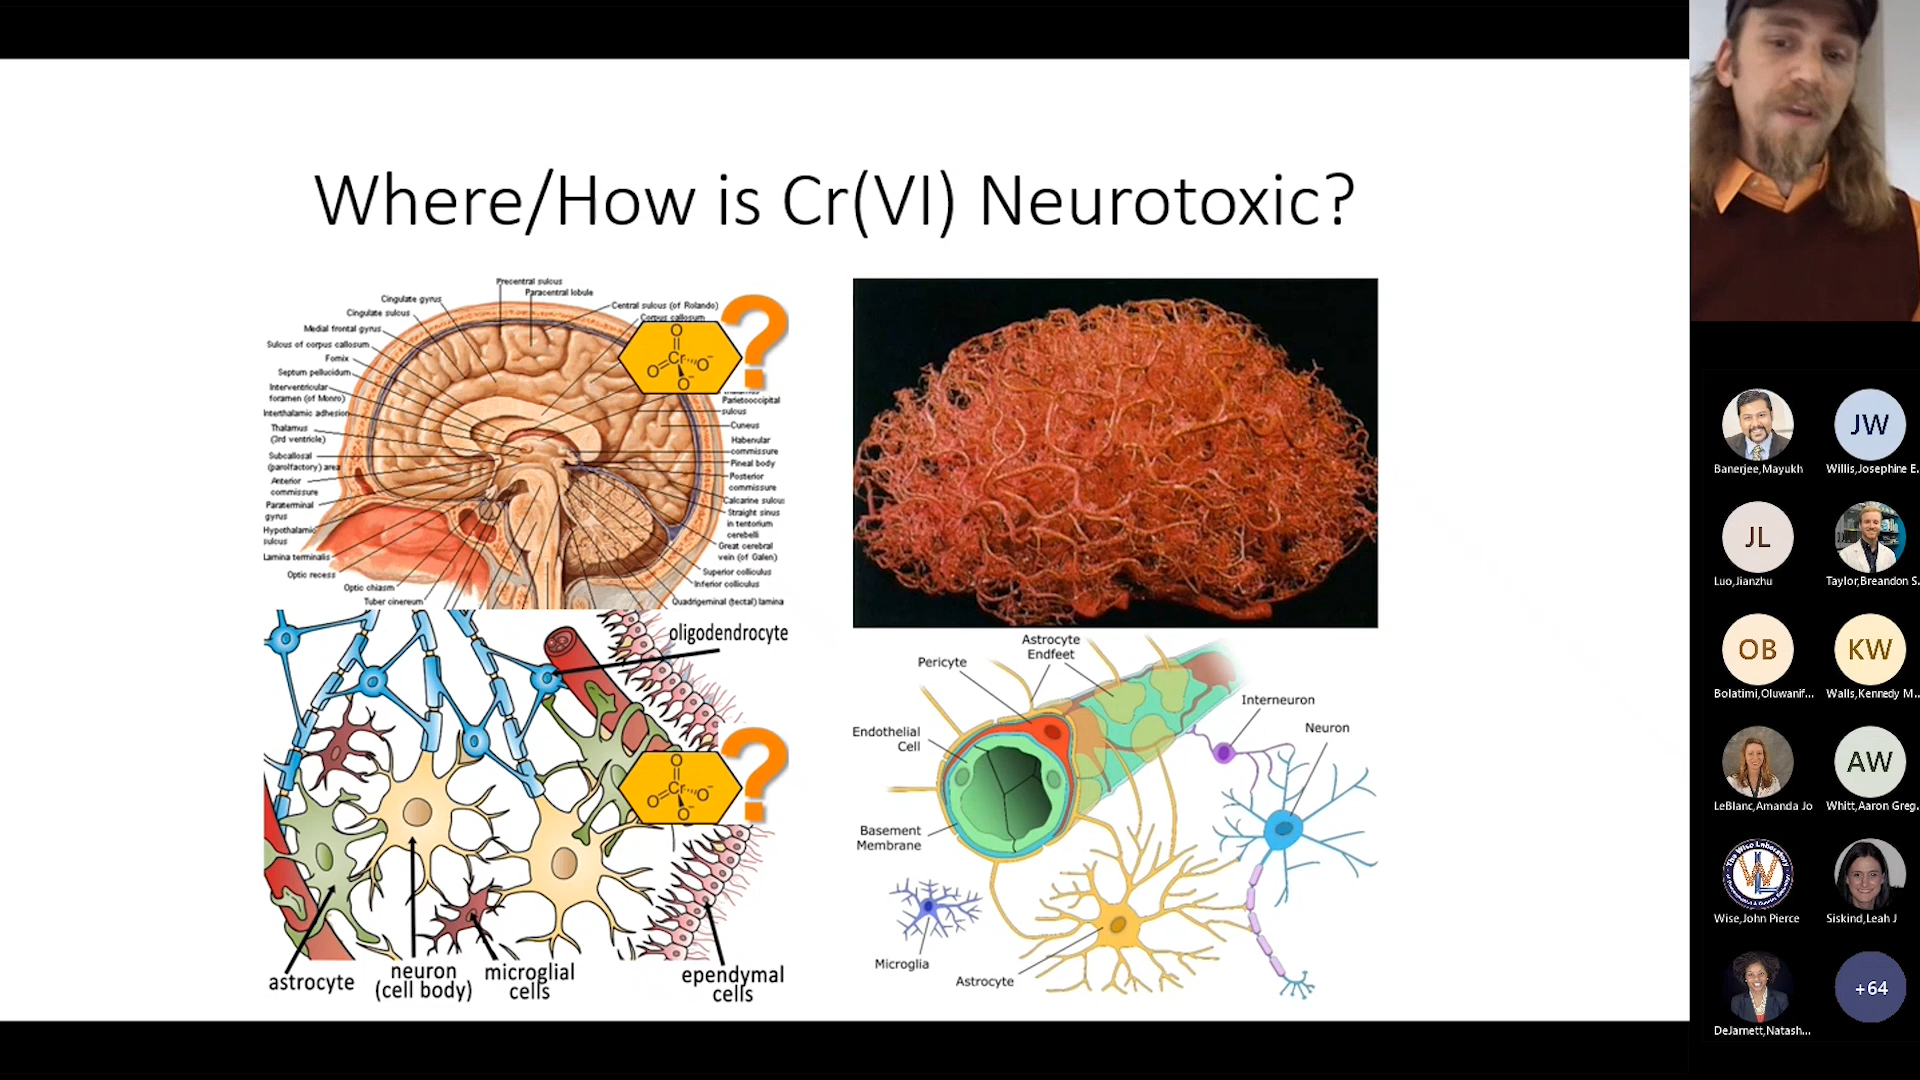 Where/How is Cr(VI) Neurotoxic?
Precentral sulcus
Paracentral lobule
Cingulate gyrus
Central sulcus (of Rolando)
Cingulate sulcus
Corpus callosum
Medial frontal gyrus
Sulcus of corpus callosum
Fornix
Septum pellucidum
Interventricular
foramen (of Monro)
Interthalamic adhesion
Thalamus
(3rd ventricle)
Subcallosal
(parolfactory) area
Anterior
commissure
Paraterminal
gyrus
Hypothalamic
sulcus
Lamina terminalis
Optic recess
Optic chiasm
Tuber cinereum
O
O Cr O⁻
O⁻
?
Parietooccipital
sulcus
Cuneus
Habenular
commissure
Pineal body
Posterior
commissure
Calcarine sulcus
Straight sinus
in tentorium
cerebelli
Great cerebral
vein (of Galen)
Superior colliculus
Inferior colliculus
Quadrigeminal (tectal) lamina
oligodendrocyte
O
O Cr O⁻
O⁻
?
astrocyte
neuron
(cell body)
microglial
cells
ependymal
cells
Astrocyte
Endfeet
Pericyte
Interneuron
Neuron
Endothelial
Cell
Basement
Membrane
Microglia
Astrocyte
Banerjee,Mayukh
JW
Willis,Josephine E.
JL
Luo,Jianzhu
Taylor,Breandon S.
OB
Bolatimi,Oluwanif...
KW
Walls,Kennedy M...
LeBlanc,Amanda Jo
AW
Whitt,Aaron Greg.
The Wise Laboratory
WL
Wise,John Pierce
Siskind,Leah J
DeJarnett,Natash...
+64